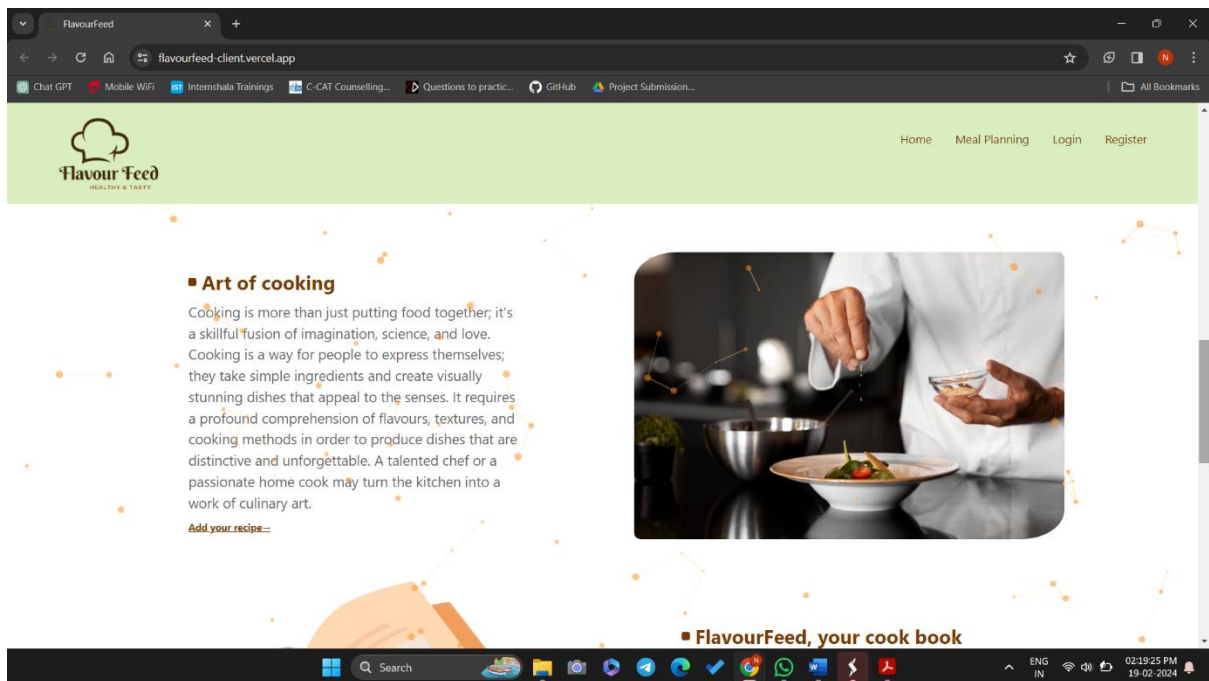 FlavourFeed
flavourfeed-client.vercel.app
Chat GPT Mobile WiFi Internshala Trainings C-CAT Counselling... Questions to practic... GitHub Project Submission... All Bookmarks
Flavour Feed
HEALTHY & TASTY
Home Meal Planning Login Register
Art of cooking
Cooking is more than just putting food together; it's
a skillful fusion of imagination, science, and love.
Cooking is a way for people to express themselves;
they take simple ingredients and create visually
stunning dishes that appeal to the senses. It requires
a profound comprehension of flavours, textures, and
cooking methods in order to produce dishes that are
distinctive and unforgettable. A talented chef or a
passionate home cook may turn the kitchen into a
work of culinary art.
Add your recipe→
FlavourFeed, your cook book
Search
ENG
IN
02:19:25 PM
19-02-2024